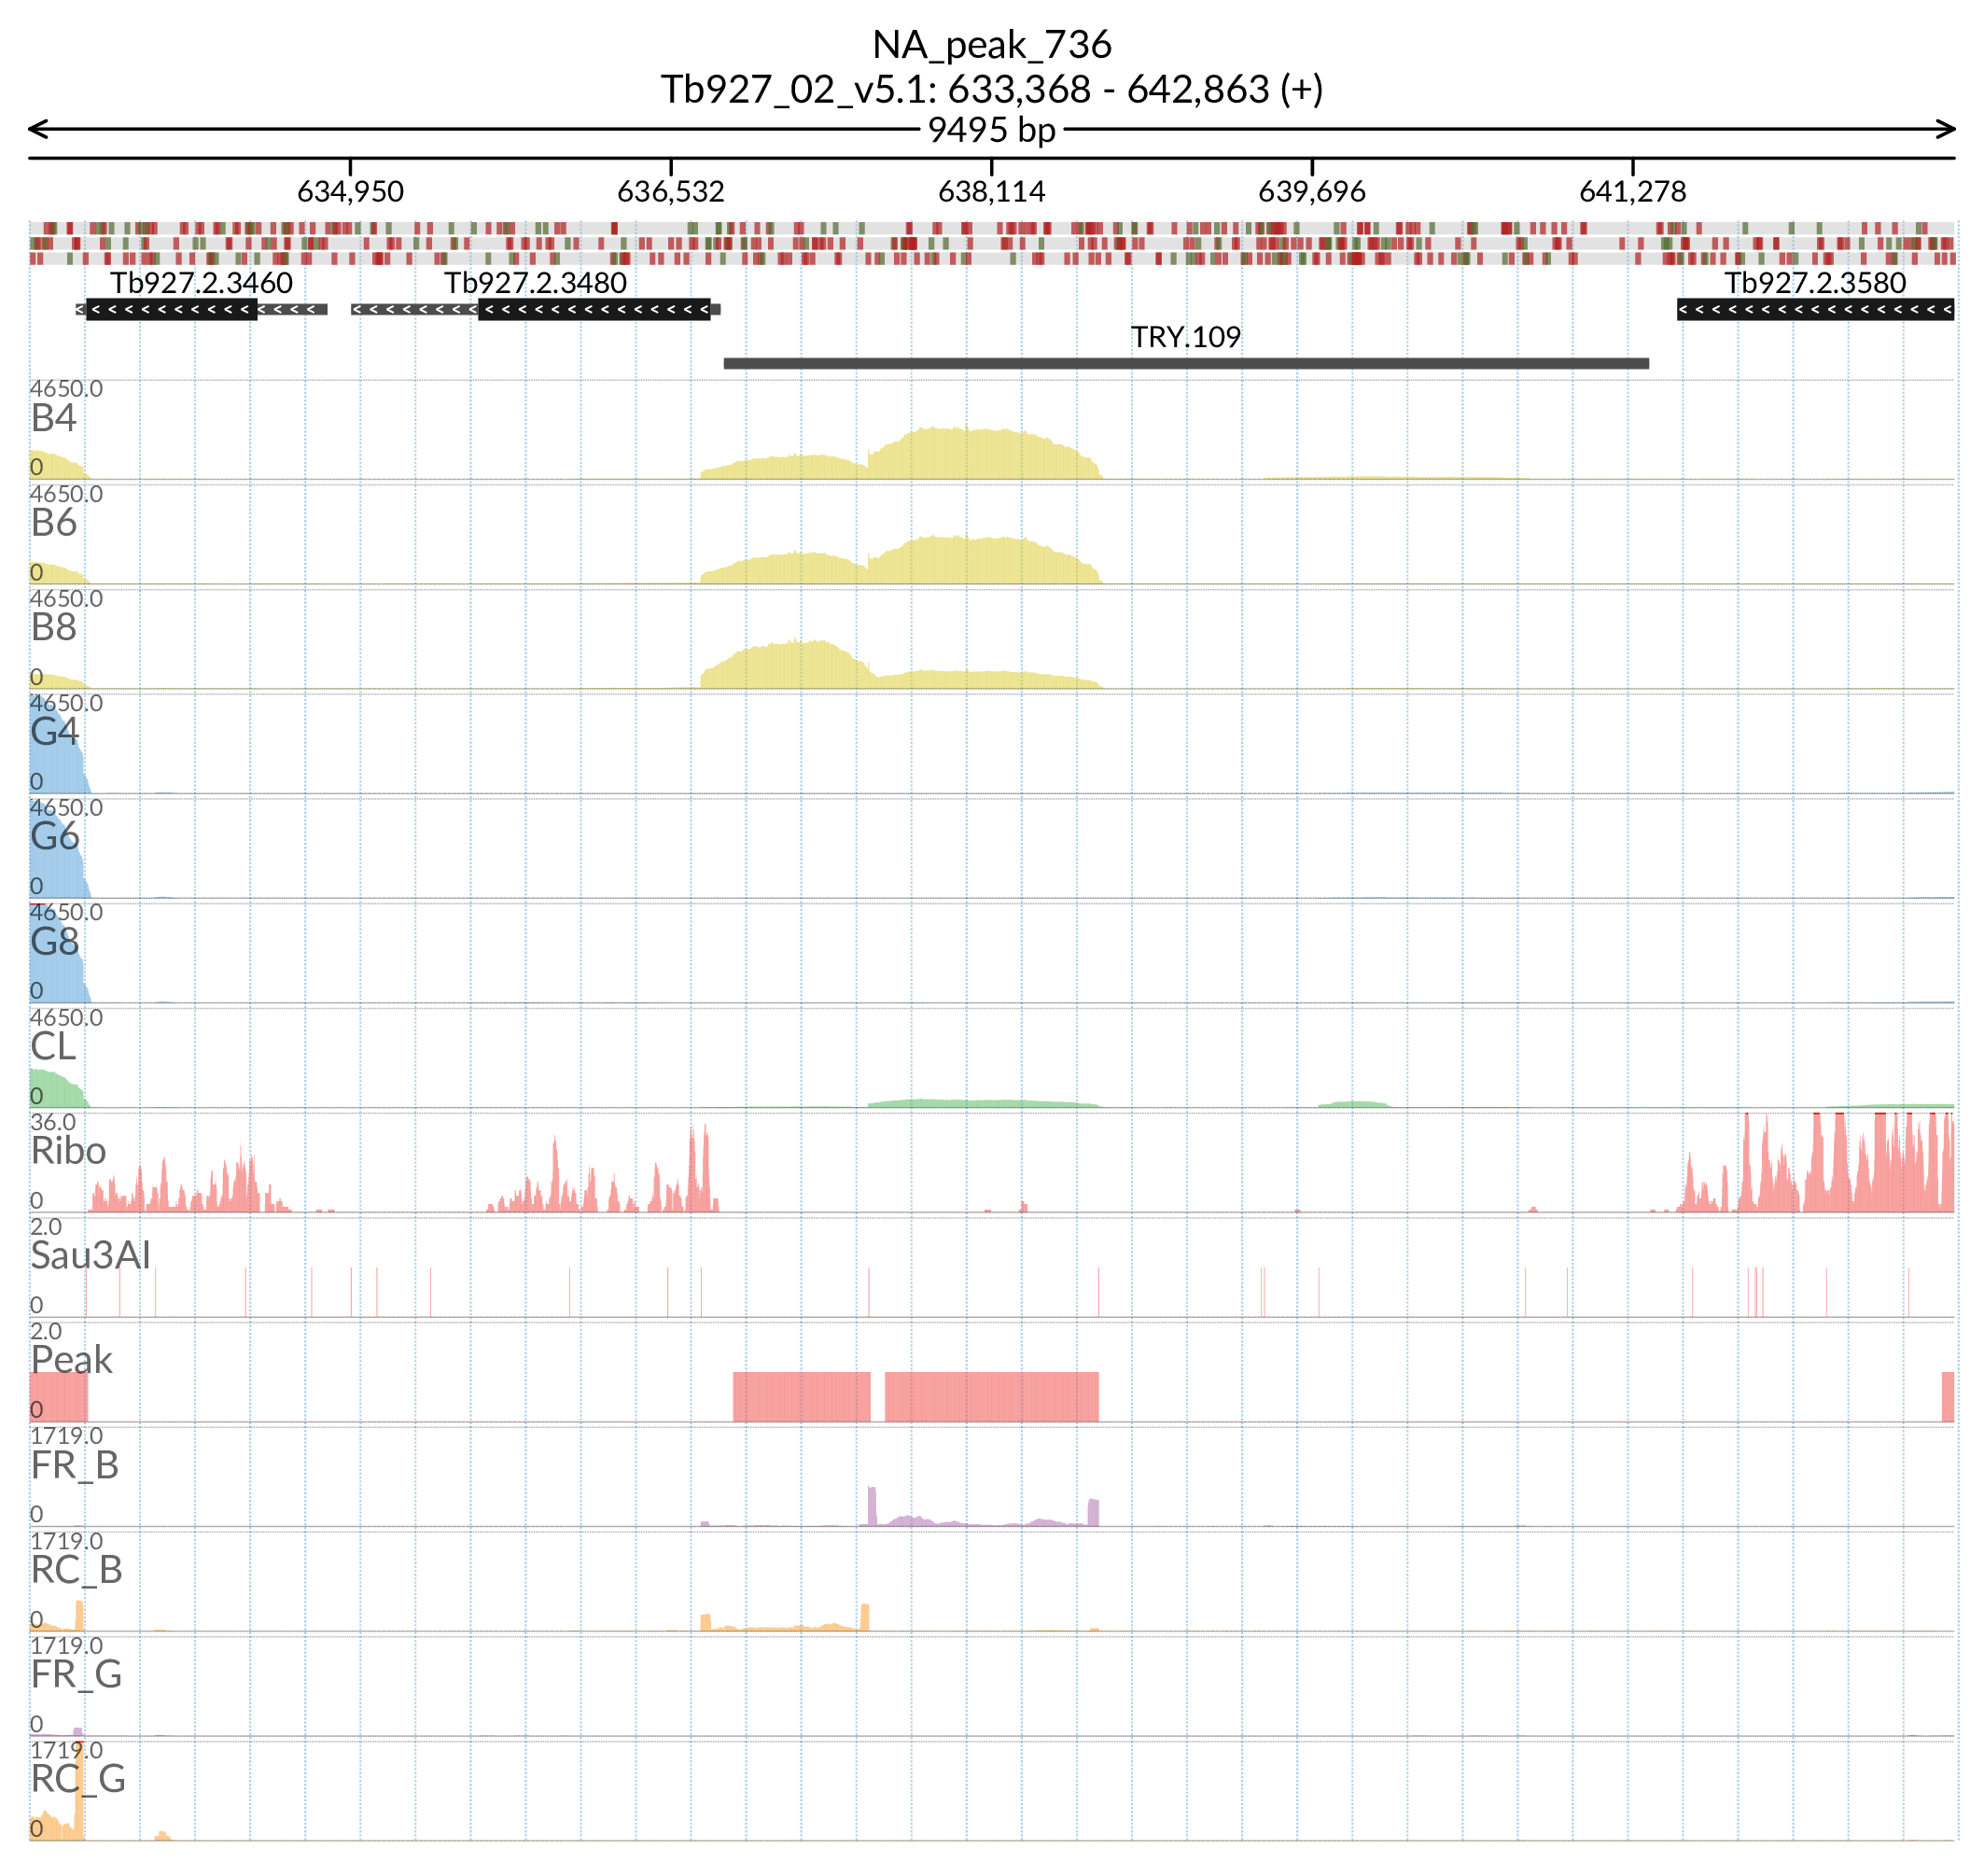 NA_peak_736
Tb927_02_v5.1: 633,368 - 642,863 (+)
9495 bp
634,950 636,532 638,114 639,696 641,278
Tb927.2.3460 Tb927.2.3480 Tb927.2.3580
TRY.109
4650.0
B4
0
4650.0
B6
0
4650.0
B8
0
4650.0
G4
0
4650.0
G6
0
4650.0
G8
0
4650.0
CL
0
36.0
Ribo
0
2.0
Sau3AI
0
2.0
Peak
0
1719.0
FR_B
0
1719.0
RC_B
0
1719.0
FR_G
0
1719.0
RC_G
0